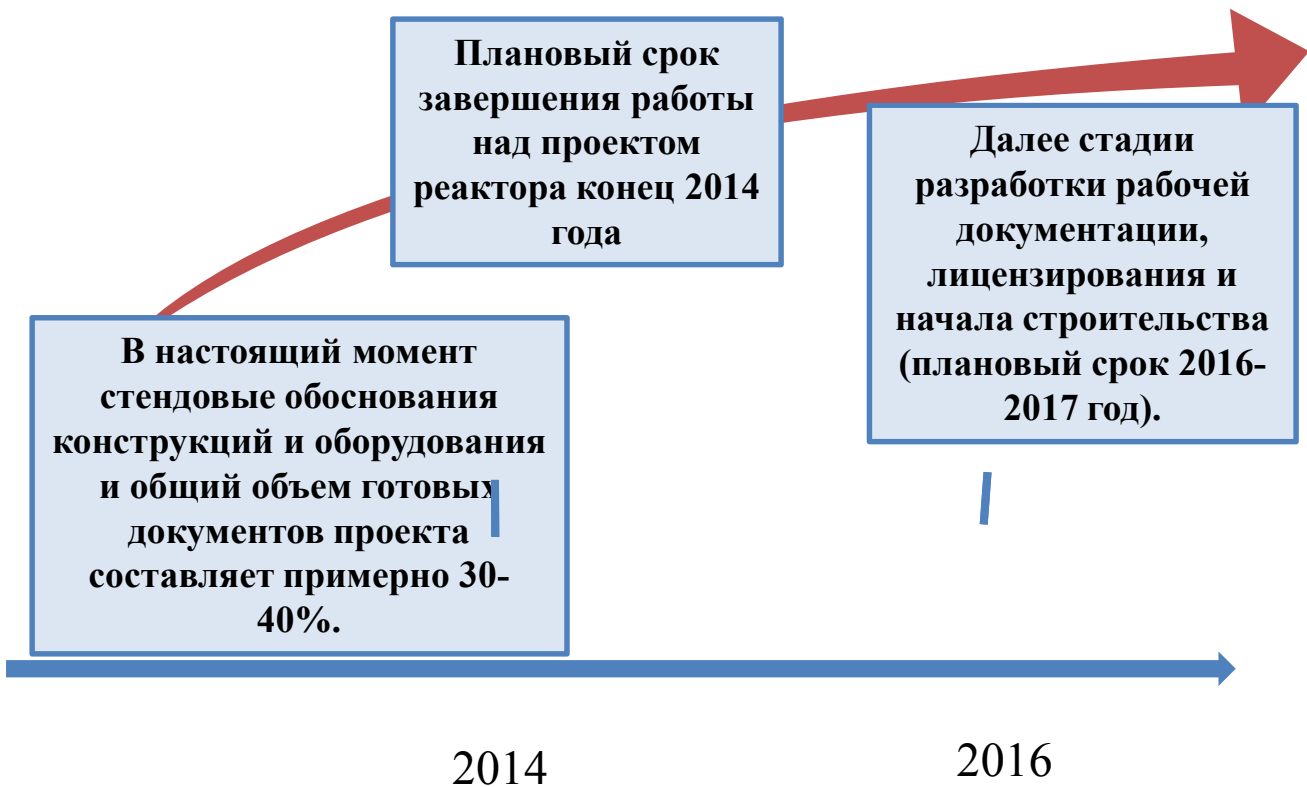 Плановый срок
завершения работы
над проектом
реактора конец 2014
года
Далее стадии
разработки рабочей
документации,
лицензирования и
начала строительства
(плановый срок 2016-
2017 год).
В настоящий момент
стендовые обоснования
конструкций и оборудования
и общий объем готовых
документов проекта
составляет примерно 30-
40%.
2014
2016